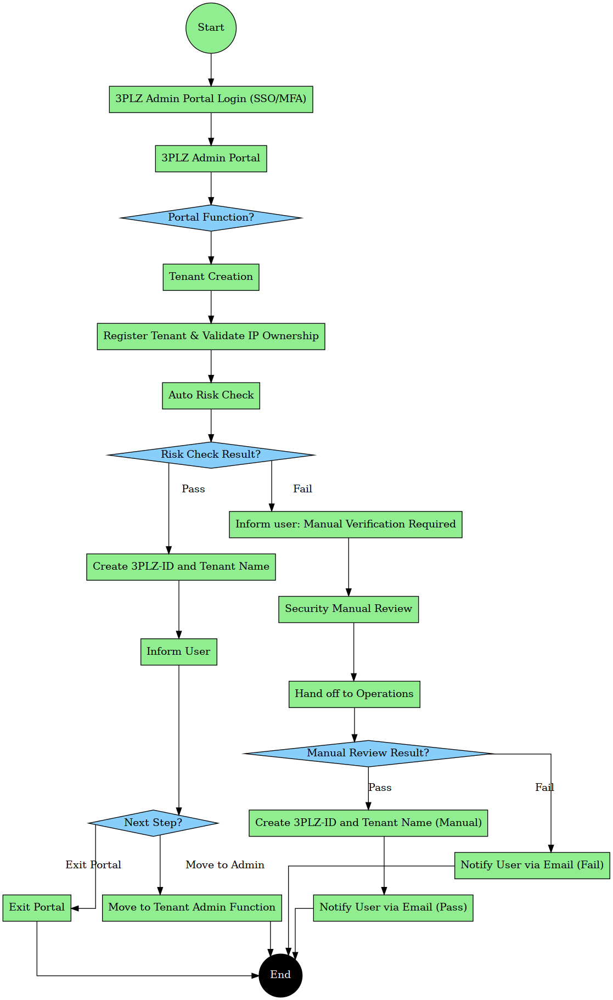 Start
3PLZ Admin Portal Login (SSO/MFA)
3PLZ Admin Portal
Portal Function?
Tenant Creation
Register Tenant & Validate IP Ownership
Auto Risk Check
Risk Check Result?
Pass
Fail
Inform user: Manual Verification Required
Create 3PLZ-ID and Tenant Name
Security Manual Review
Inform User
Hand off to Operations
Manual Review Result?
Pass
Fail
Next Step?
Create 3PLZ-ID and Tenant Name (Manual)
Exit Portal
Move to Admin
Notify User via Email (Fail)
Exit Portal
Move to Tenant Admin Function
Notify User via Email (Pass)
End